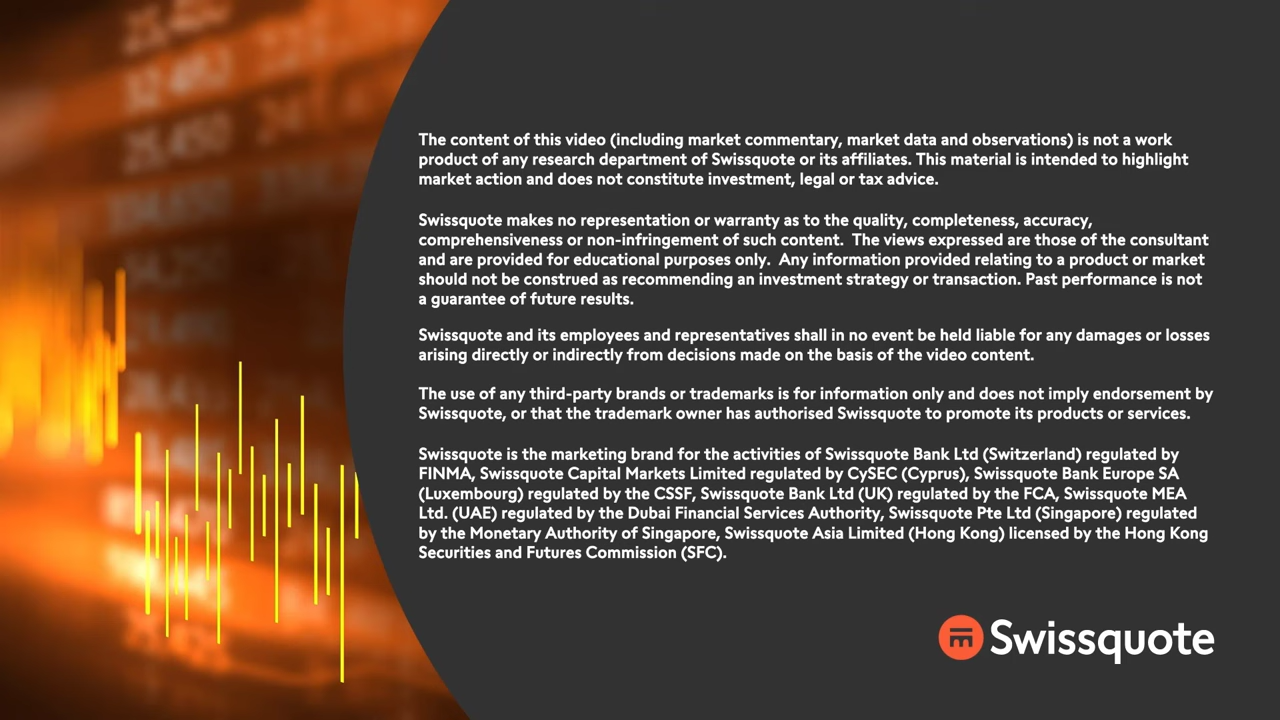 The content of this video (including market commentary, market data and observations) is not a work
product of any research department of Swissquote or its affiliates. This material is intended to highlight
market action and does not constitute investment, legal or tax advice.
Swissquote makes no representation or warranty as to the quality, completeness, accuracy,
comprehensiveness or non-infringement of such content.  The views expressed are those of the consultant
and are provided for educational purposes only.  Any information provided relating to a product or market
should not be construed as recommending an investment strategy or transaction. Past performance is not
a guarantee of future results.
Swissquote and its employees and representatives shall in no event be held liable for any damages or losses
arising directly or indirectly from decisions made on the basis of the video content.
The use of any third-party brands or trademarks is for information only and does not imply endorsement by
Swissquote, or that the trademark owner has authorised Swissquote to promote its products or services.
Swissquote is the marketing brand for the activities of Swissquote Bank Ltd (Switzerland) regulated by
FINMA, Swissquote Capital Markets Limited regulated by CySEC (Cyprus), Swissquote Bank Europe SA
(Luxembourg) regulated by the CSSF, Swissquote Bank Ltd (UK) regulated by the FCA, Swissquote MEA
Ltd. (UAE) regulated by the Dubai Financial Services Authority, Swissquote Pte Ltd (Singapore) regulated
by the Monetary Authority of Singapore, Swissquote Asia Limited (Hong Kong) licensed by the Hong Kong
Securities and Futures Commission (SFC).
Swissquote